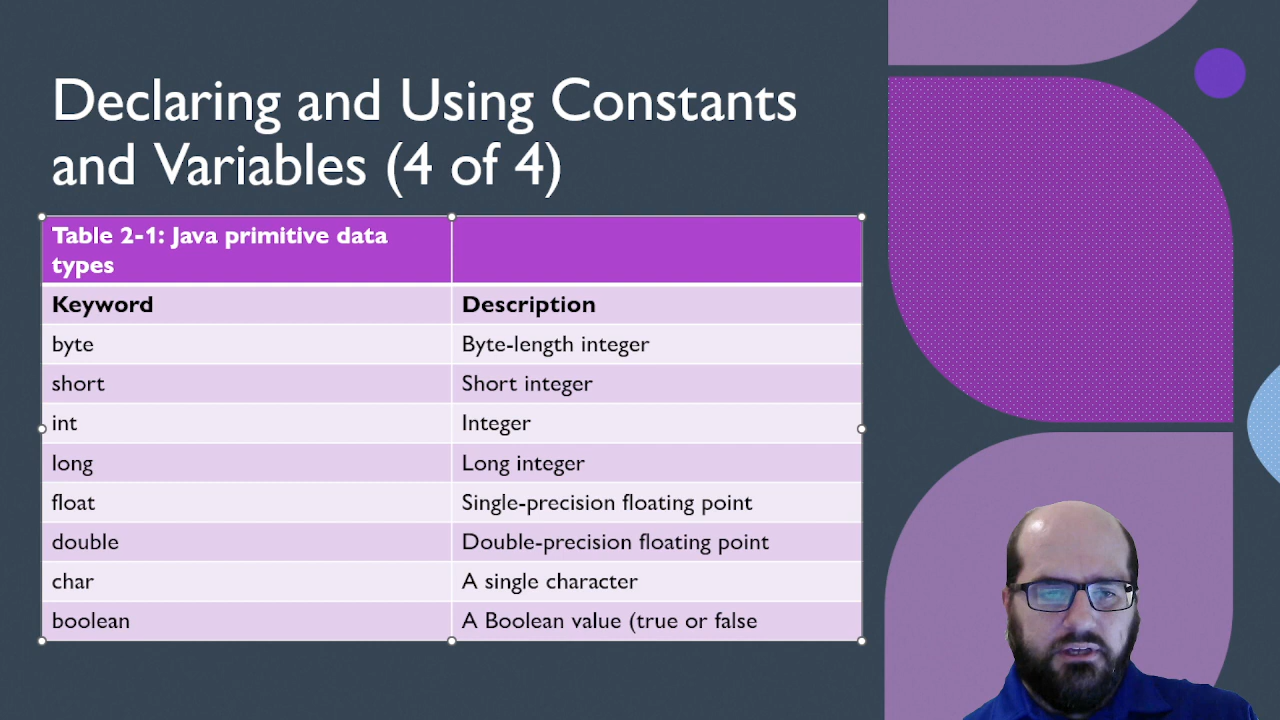 Declaring and Using Constants
and Variables (4 of 4)
Table 2-1: Java primitive data
types
Keyword Description
byte Byte-length integer
short Short integer
int Integer
long Long integer
float Single-precision floating point
double Double-precision floating point
char A single character
boolean A Boolean value (true or false